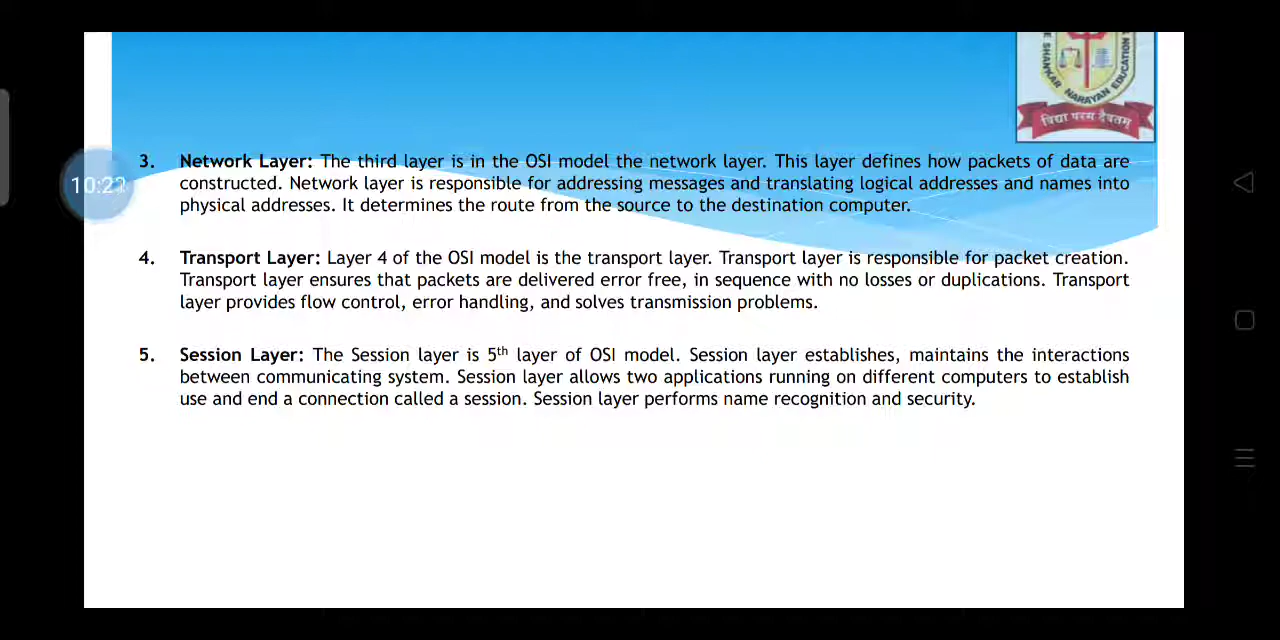 SHANKAR NARAYAN EDUCATION
विद्या परम दैवतम्
10:22
3. Network Layer: The third layer is in the OSI model the network layer. This layer defines how packets of data are
constructed. Network layer is responsible for addressing messages and translating logical addresses and names into
physical addresses. It determines the route from the source to the destination computer.
4. Transport Layer: Layer 4 of the OSI model is the transport layer. Transport layer is responsible for packet creation.
Transport layer ensures that packets are delivered error free, in sequence with no losses or duplications. Transport
layer provides flow control, error handling, and solves transmission problems.
5. Session Layer: The Session layer is 5th layer of OSI model. Session layer establishes, maintains the interactions
between communicating system. Session layer allows two applications running on different computers to establish
use and end a connection called a session. Session layer performs name recognition and security.